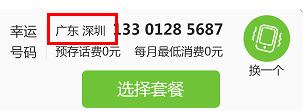 幸运号码
广东 深圳 133 0128 5687
预存话费0元 每月最低消费0元
换一个
选择套餐